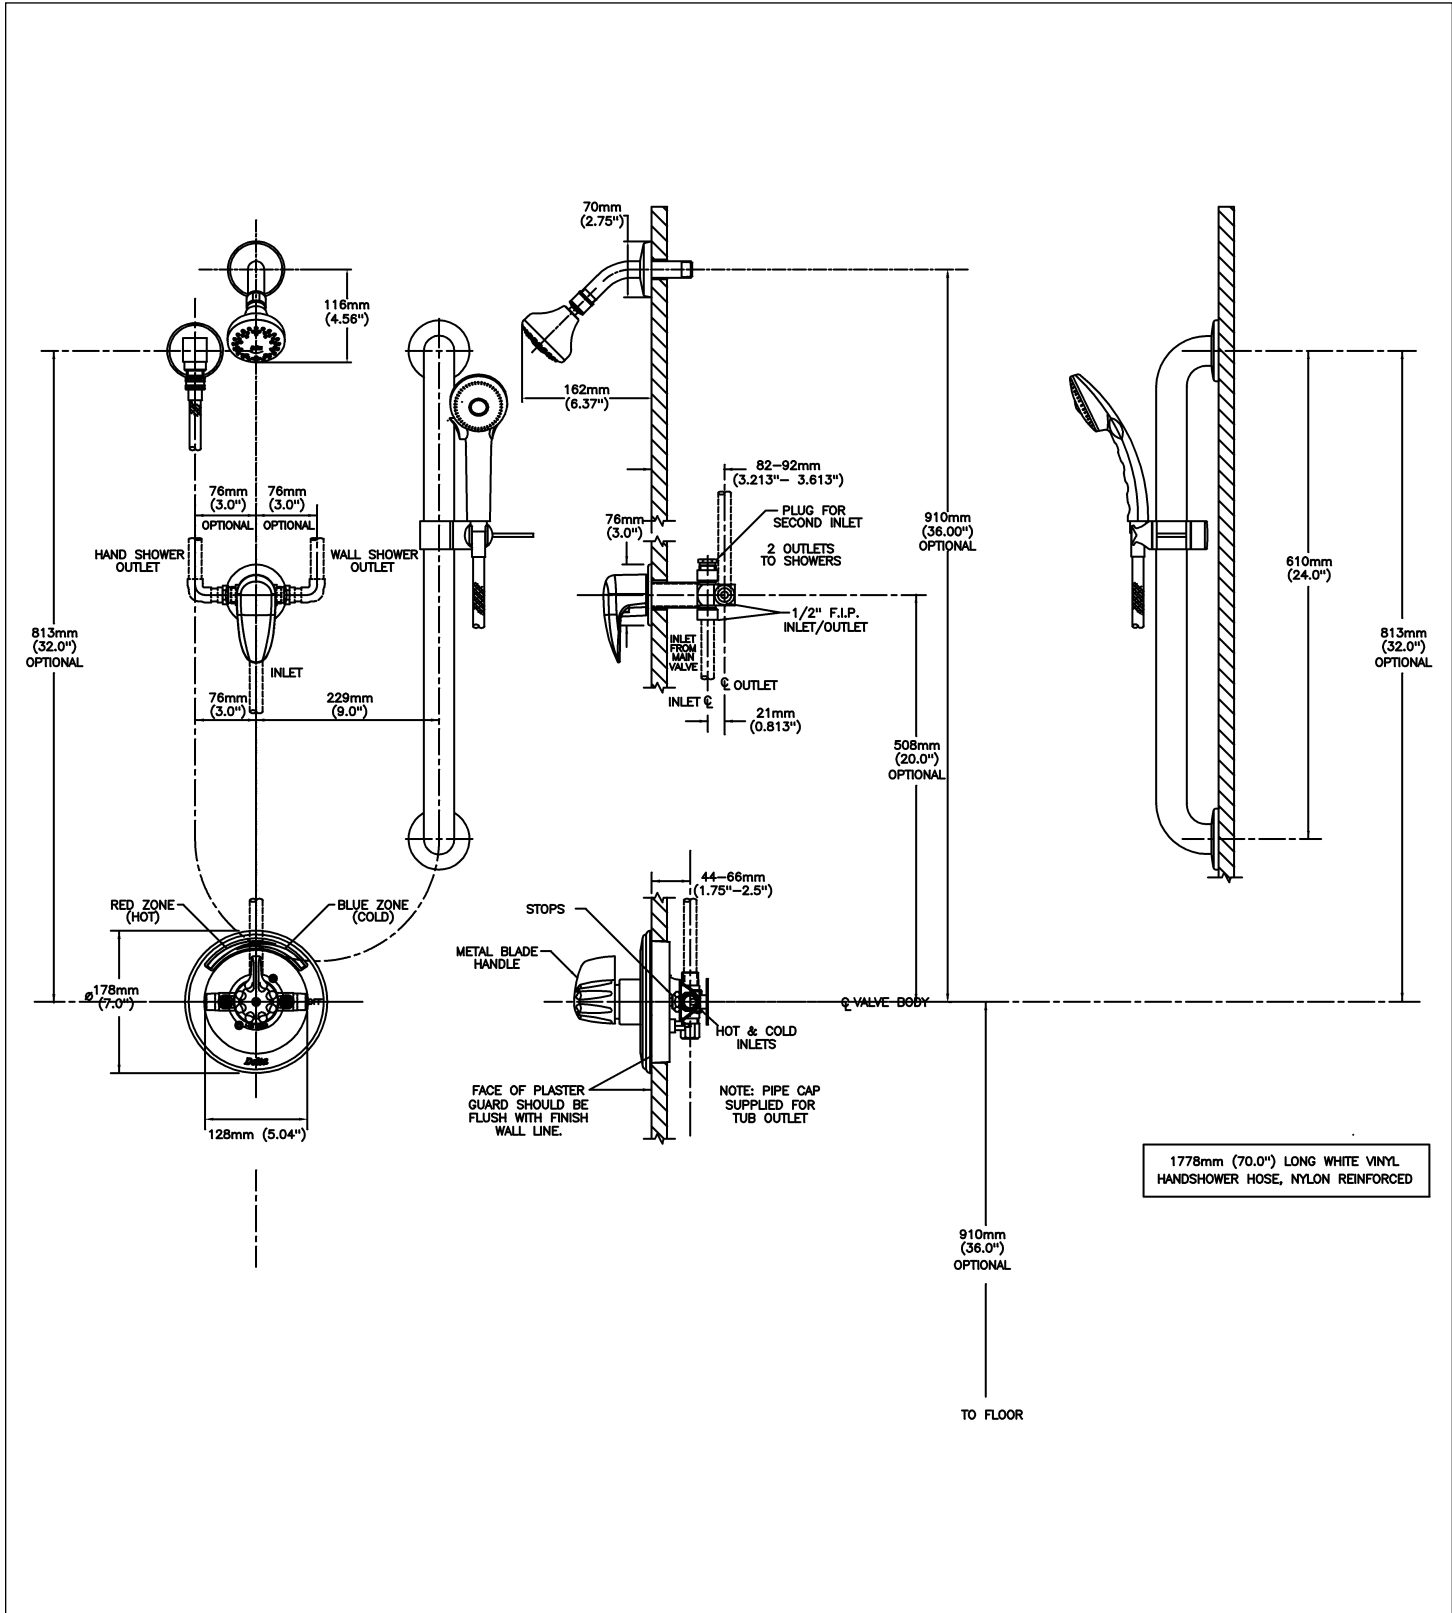 70mm
(2.75")
116mm
(4.56")
162mm
(6.37")
82-92mm
(3.213"- 3.613")
76mm
(3.0")
76mm
(3.0")
OPTIONAL
OPTIONAL
76mm
(3.0")
PLUG FOR
SECOND INLET
2 OUTLETS
TO SHOWERS
910mm
(36.00")
OPTIONAL
HAND SHOWER
OUTLET
WALL SHOWER
OUTLET
610mm
(24.0")
1/2" F.I.P.
INLET/OUTLET
813mm
(32.0")
OPTIONAL
INLET
FROM
MAIN
VALVE
813mm
(32.0")
OPTIONAL
INLET
℄ OUTLET
INLET ℄
76mm
(3.0")
229mm
(9.0")
21mm
(0.813")
508mm
(20.0")
OPTIONAL
44-66mm
(1.75"-2.5")
RED ZONE
(HOT)
BLUE ZONE
(COLD)
STOPS
METAL BLADE
HANDLE
ø178mm
(7.0")
OFF
℄ VALVE BODY
HOT & COLD
INLETS
Delta
FACE OF PLASTER
GUARD SHOULD BE
FLUSH WITH FINISH
WALL LINE.
NOTE: PIPE CAP
SUPPLIED FOR
TUB OUTLET
128mm (5.04")
1778mm (70.0") LONG WHITE VINYL
HANDSHOWER HOSE, NYLON REINFORCED
910mm
(36.0")
OPTIONAL
TO FLOOR